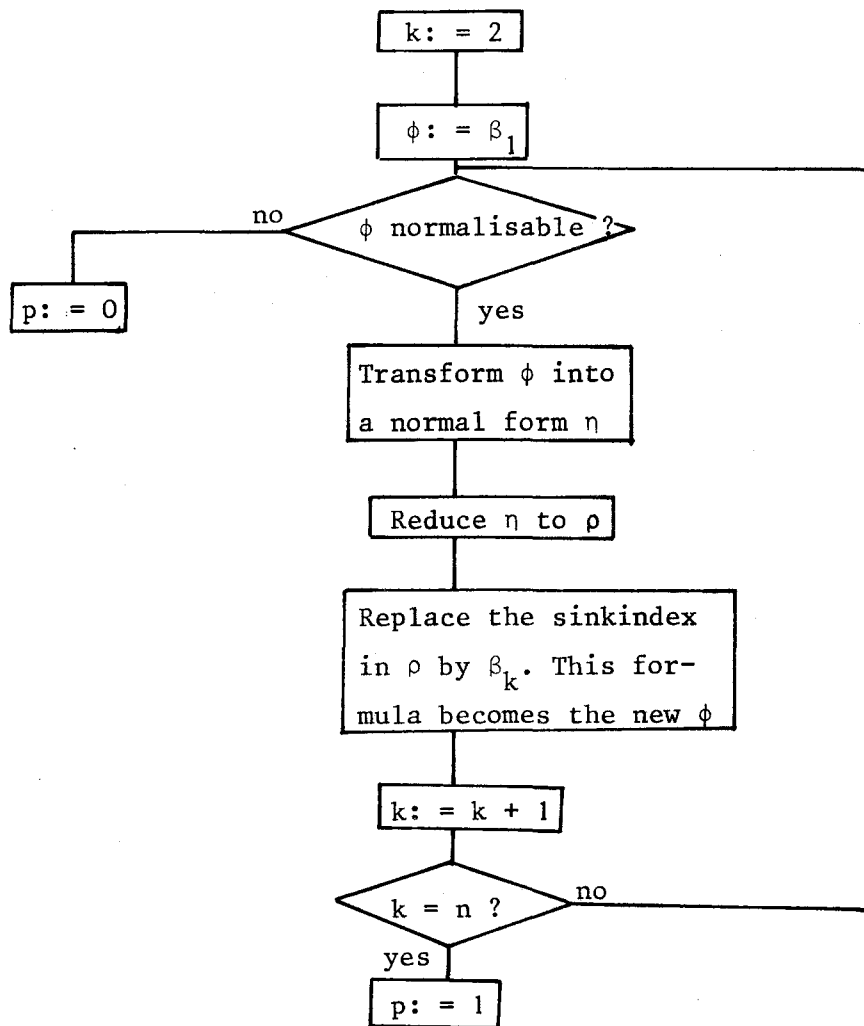 k: = 2
ϕ: = β₁
no
ϕ normalisable ?
p: = 0
yes
Transform ϕ into
a normal form η
Reduce η to ρ
Replace the sinkindex
in ρ by βₖ. This for-
mula becomes the new ϕ
k: = k + 1
k = n ?
no
yes
p: = 1